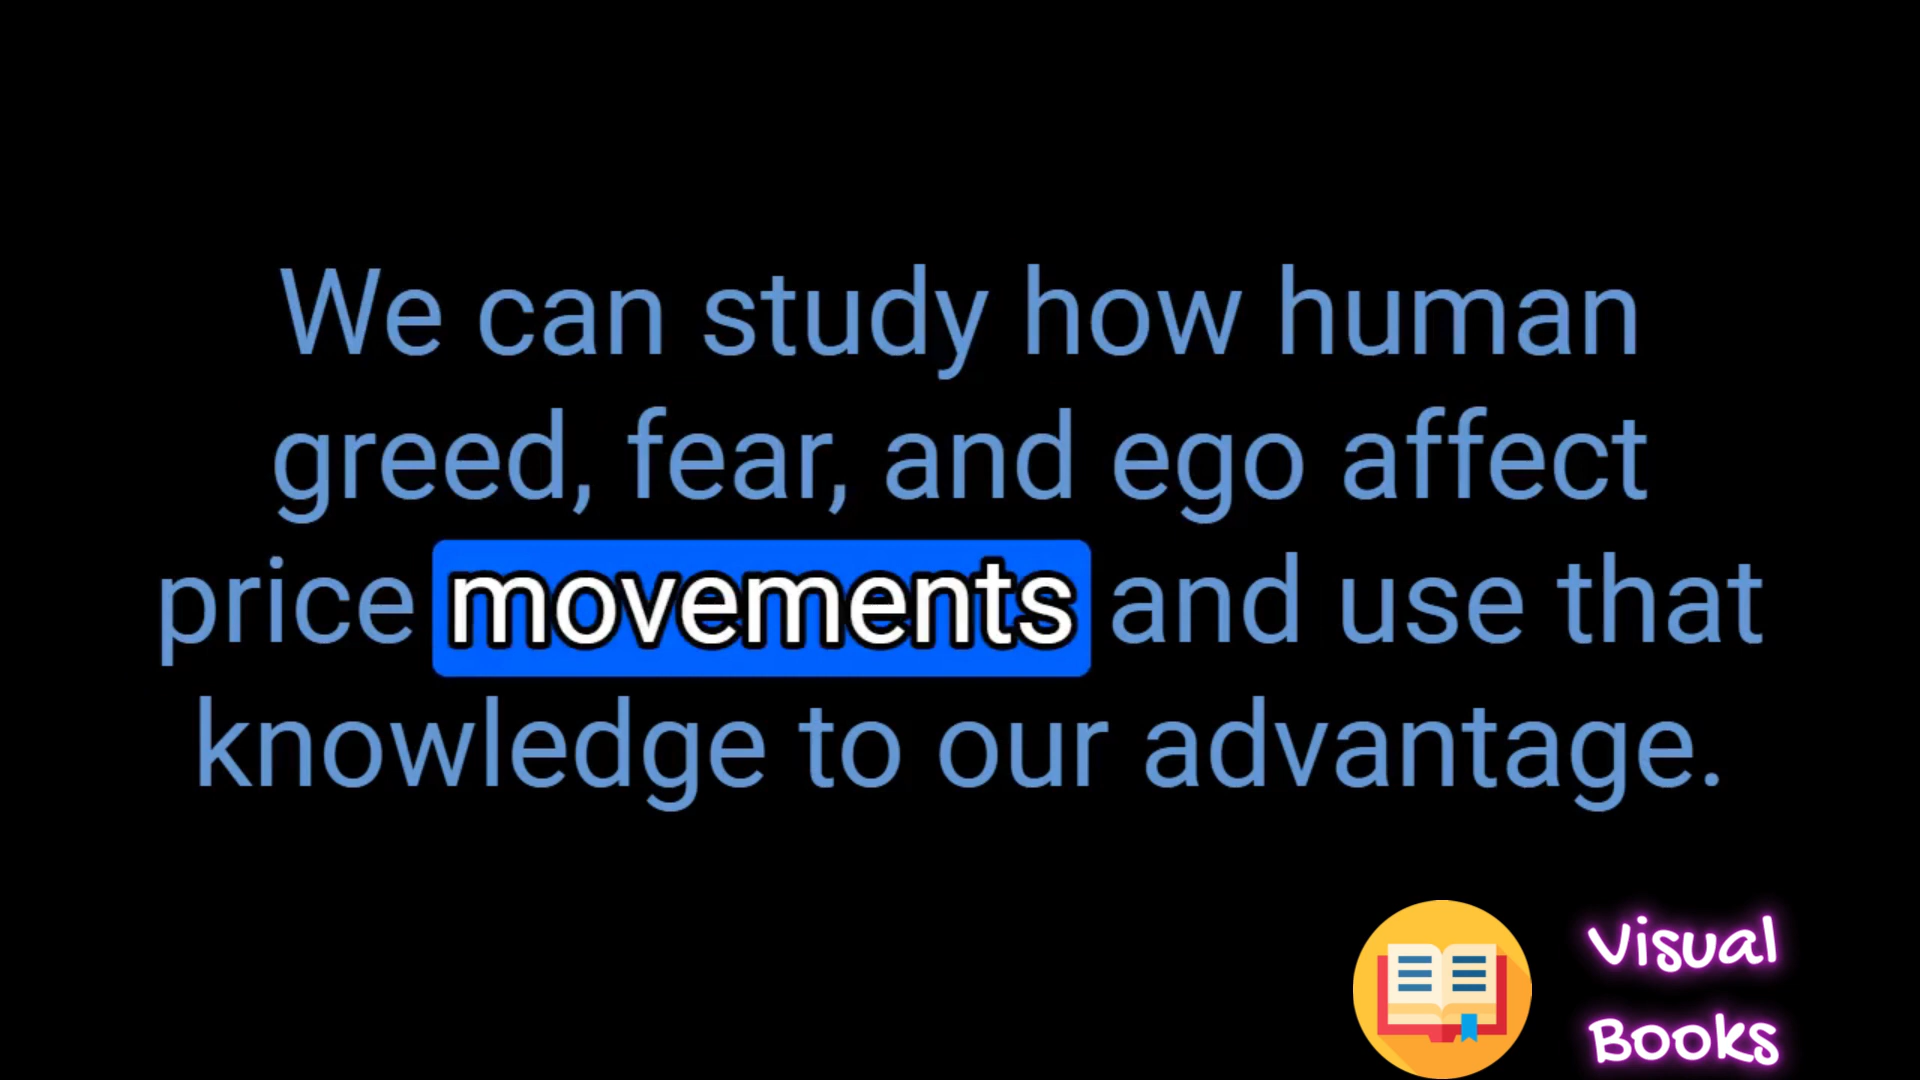 We can study how human
greed, fear, and ego affect
price movements and use that
knowledge to our advantage.
Visual
Books